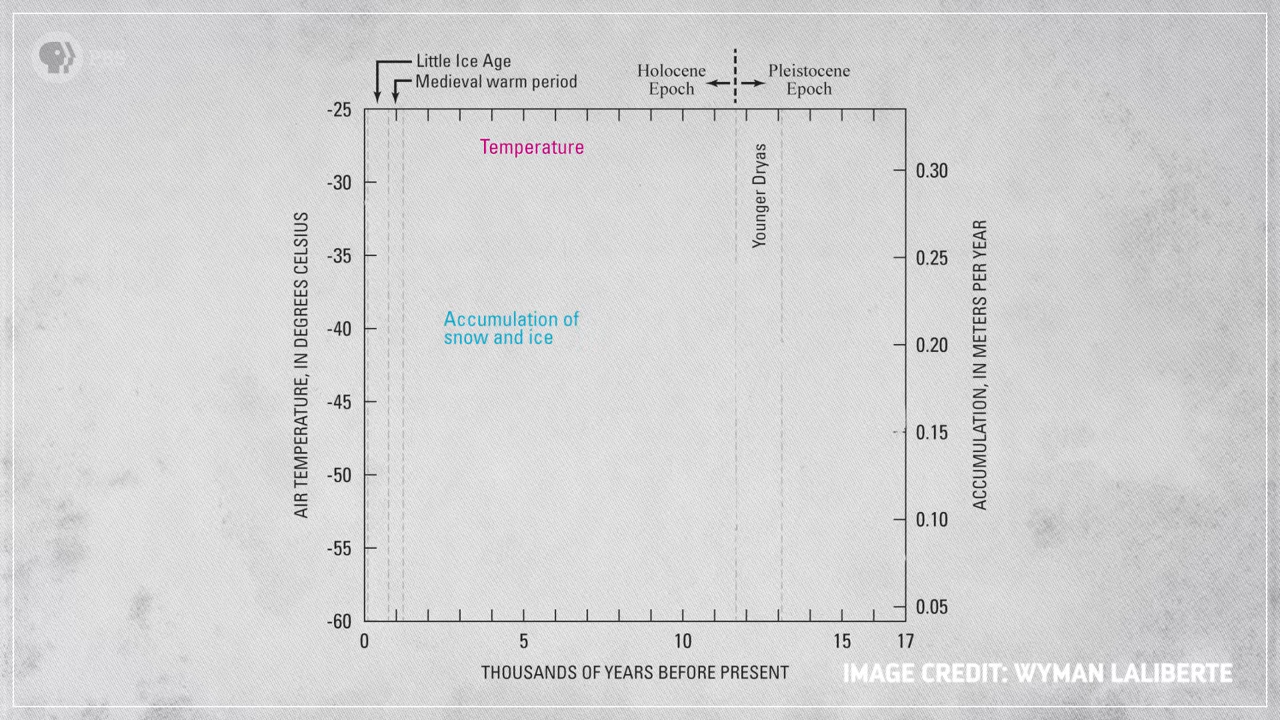 PBS
Little Ice Age
Medieval warm period
Holocene
Epoch
Pleistocene
Epoch
-25
-30
-35
-40
-45
-50
-55
-60
AIR TEMPERATURE, IN DEGREES CELSIUS
Temperature
Accumulation of
snow and ice
Younger Dryas
0.30
0.25
0.20
0.15
0.10
0.05
ACCUMULATION, IN METERS PER YEAR
0
5
10
15
17
THOUSANDS OF YEARS BEFORE PRESENT
IMAGE CREDIT: WYMAN LALIBERTE